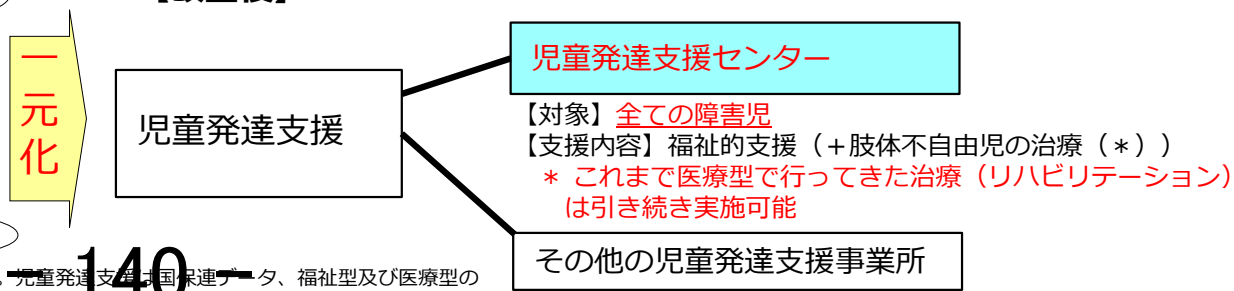 一元化
児童発達支援
児童発達支援センター
【対象】全ての障害児
【支援内容】福祉的支援（＋肢体不自由児の治療（＊））
＊ これまで医療型で行ってきた治療（リハビリテーション）
は引き続き実施可能
その他の児童発達支援事業所
－ 140 －
児童発達支援は国保連データ、福祉型及び医療型の